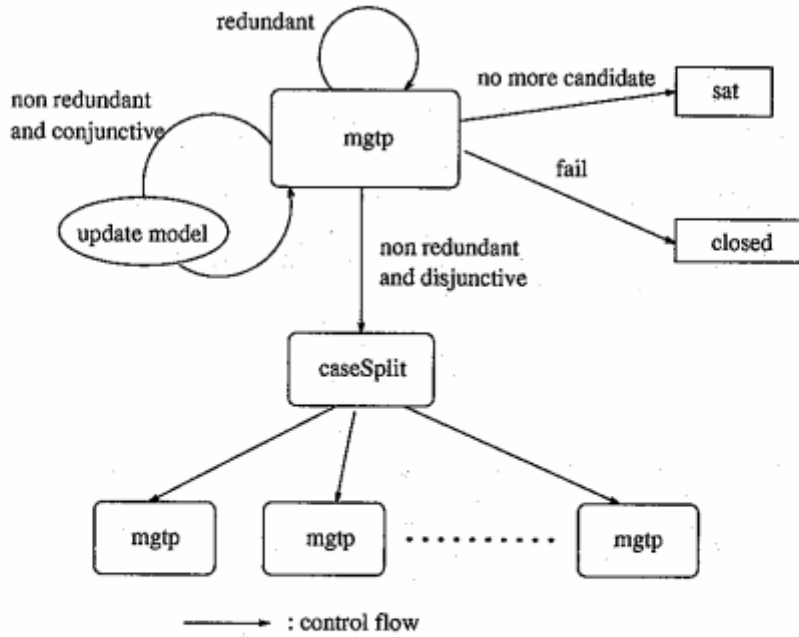 redundant
non redundant
and conjunctive
no more candidate
sat
mgtp
fail
update model
closed
non redundant
and disjunctive
caseSplit
mgtp
mgtp
mgtp
: control flow